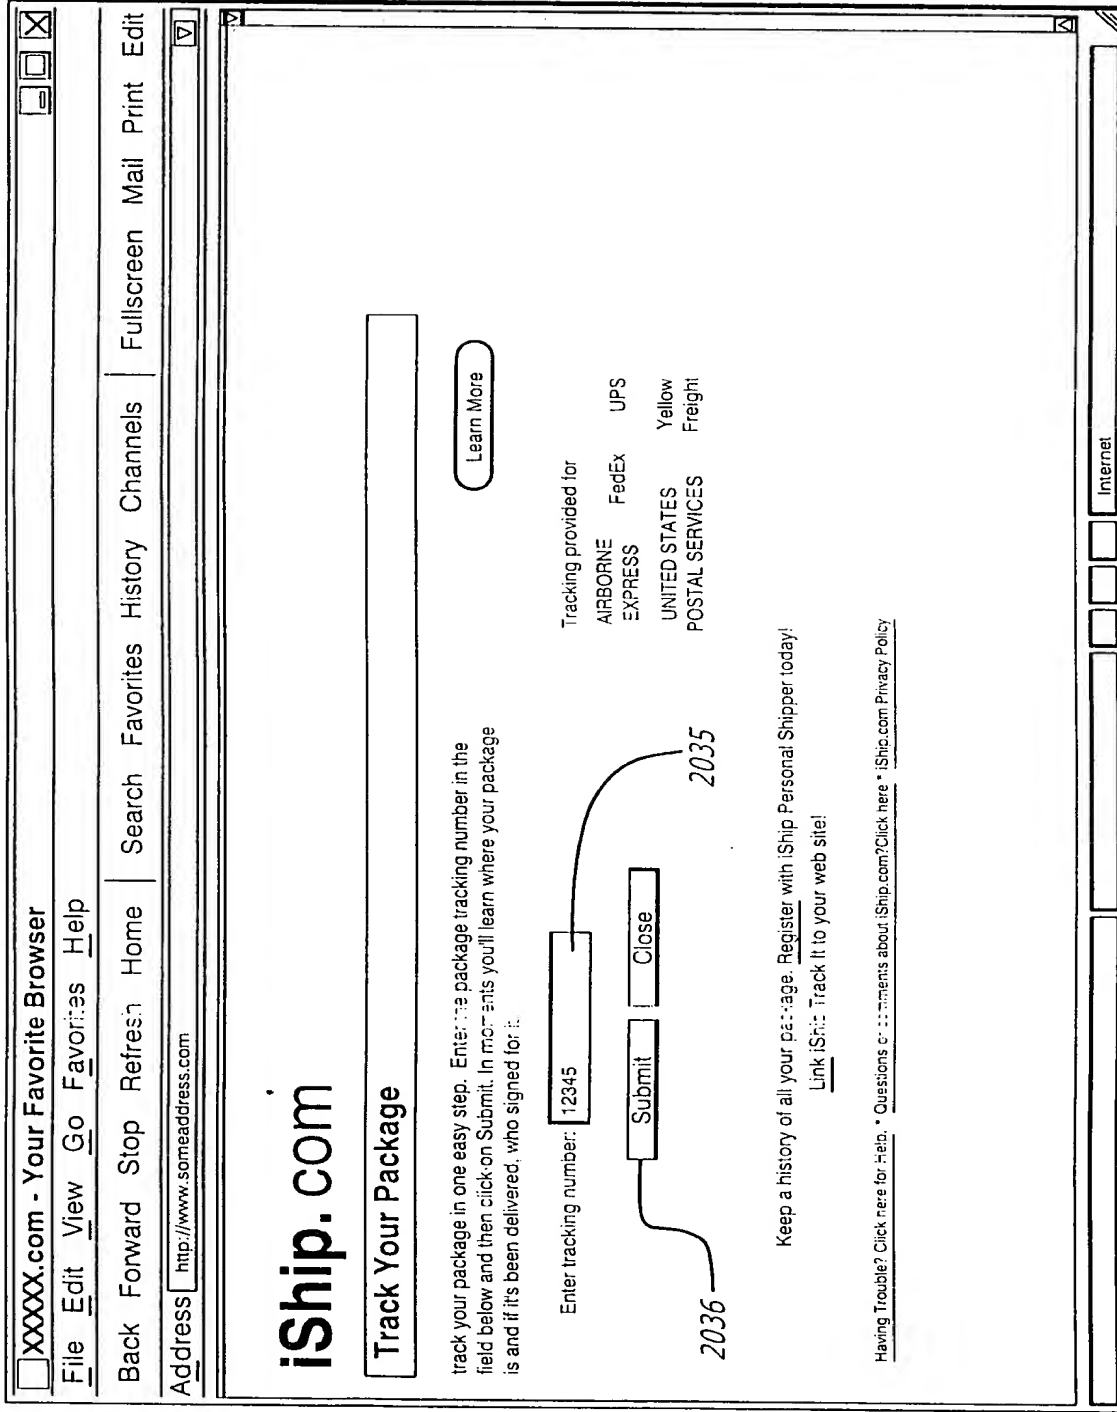 XXXXX.com - Your Favorite Browser
File Edit View Go Favorites Help
Back Forward Stop Refresh Home Search Favorites History Channels Fullscreen Mail Print Edit
Address http://www.someaddress.com
iShip.com
Track Your Package
track your package in one easy step. Enter the package tracking number in the
field below and then click on Submit. In moments you'll learn where your package
is and if it's been delivered, who signed for it.
Learn More
Enter tracking number: 12345
Submit Close
2036
2035
Tracking provided for
AIRBORNE
EXPRESS FedEx UPS
UNITED STATES
POSTAL SERVICES
Yellow
Freight
Keep a history of all your package. Register with iShip Personal Shipper today!
Link iShip Track It to your web site!
Having Trouble? Click here for Help. * Questions or comments about iShip.com?Click here * iShip.com Privacy Policy
Internet